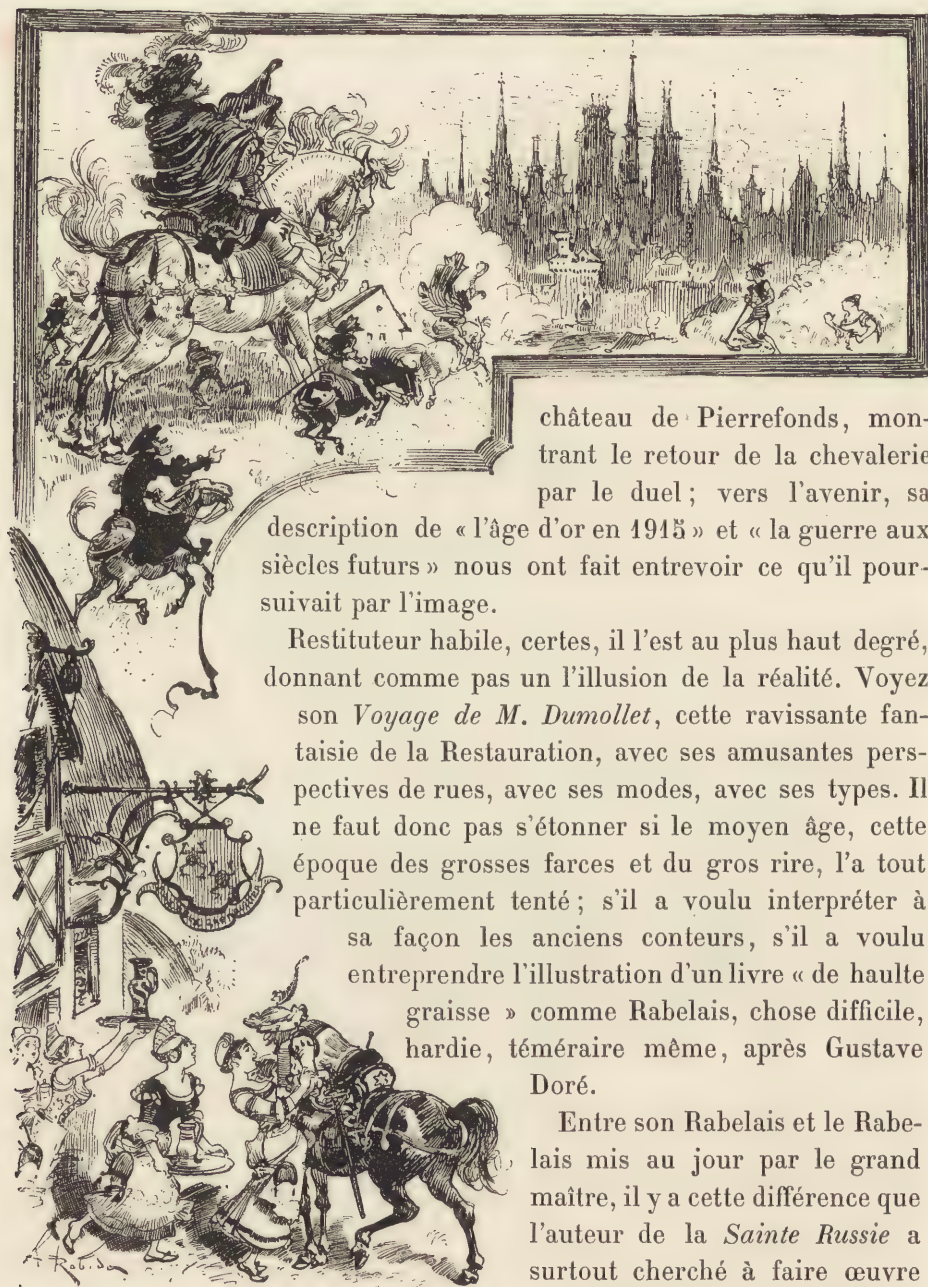 château de Pierrefonds, mon-
trant le retour de la chevalerie
par le duel ; vers l'avenir, sa
description de « l'âge d'or en 1915 » et « la guerre aux
siècles futurs » nous ont fait entrevoir ce qu'il pour-
suivait par l'image.
Restituteur habile, certes, il l'est au plus haut degré,
donnant comme pas un l'illusion de la réalité. Voyez
son Voyage de M. Dumollet, cette ravissante fan-
taisie de la Restauration, avec ses amusantes pers-
pectives de rues, avec ses modes, avec ses types. Il
ne faut donc pas s'étonner si le moyen âge, cette
époque des grosses farces et du gros rire, l'a tout
particulièrement tenté ; s'il a voulu interpréter à
sa façon les anciens conteurs, s'il a voulu
entreprendre l'illustration d'un livre « de haulte
graisse » comme Rabelais, chose difficile,
hardie, téméraire même, après Gustave
Doré.
Entre son Rabelais et le Rabe-
lais mis au jour par le grand
maître, il y a cette différence que
l'auteur de la Sainte Russie a
surtout cherché à faire œuvre
A. Robida